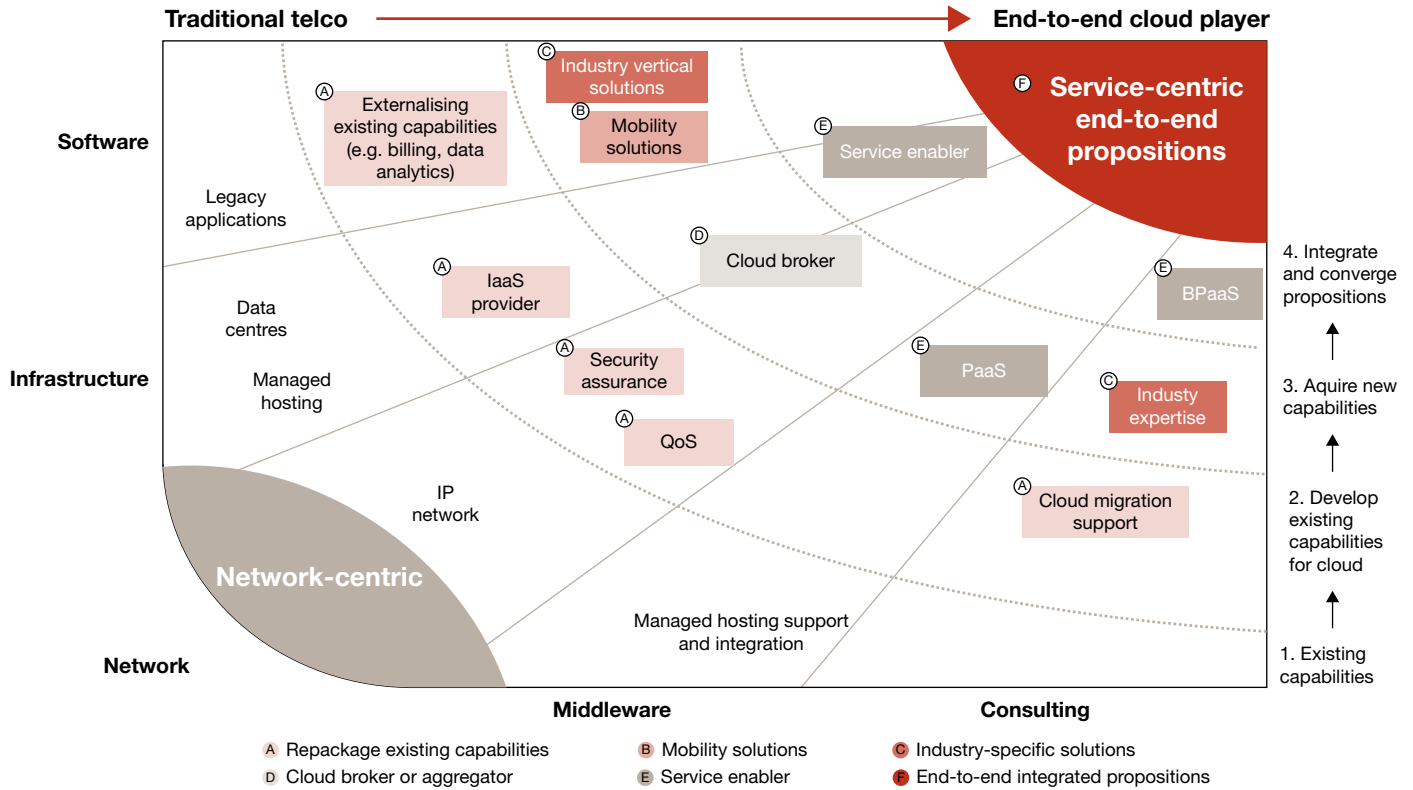 Traditional telco
End-to-end cloud player
Software
Infrastructure
Network
C
Industry vertical
solutions
A
Externalising
existing capabilities
(e.g. billing, data
analytics)
B
Mobility
solutions
E
Service enabler
F
Service-centric
end-to-end
propositions
Legacy
applications
D
Cloud broker
A
IaaS
provider
E
BPaaS
Data
centres
A
Security
assurance
E
PaaS
Managed
hosting
C
Industy
expertise
A
QoS
IP
network
A
Cloud migration
support
Network-centric
Managed hosting support
and integration
4. Integrate
and converge
propositions
3. Aquire new
capabilities
2. Develop
existing
capabilities
for cloud
1. Existing
capabilities
Middleware
Consulting
A Repackage existing capabilities
B Mobility solutions
C Industry-specific solutions
D Cloud broker or aggregator
E Service enabler
F End-to-end integrated propositions